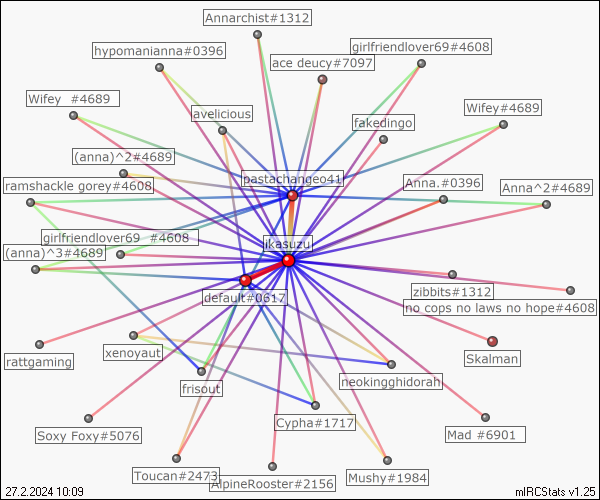 Annarchist#1312
hypomanianna#0396
girlfriendlover69#4608
ace deucy#7097
Wifey #4689
avelicious
Wifey#4689
fakedingo
(anna)^2#4689
pastachangeo41
ramshackle gorey#4608
Anna.#0396
Anna^2#4689
girlfriendlover69 #4608
ikasuzu
(anna)^3#4689
default#0617
zibbits#1312
no cops no laws no hope#4608
rattgaming
xenoyaut
Skalman
frisout
neokingghidorah
Cypha#1717
Soxy Foxy#5076
Mad #6901
Toucan#2473
AlpineRooster#2156
Mushy#1984
27.2.2024 10:09
mIRCStats v1.25